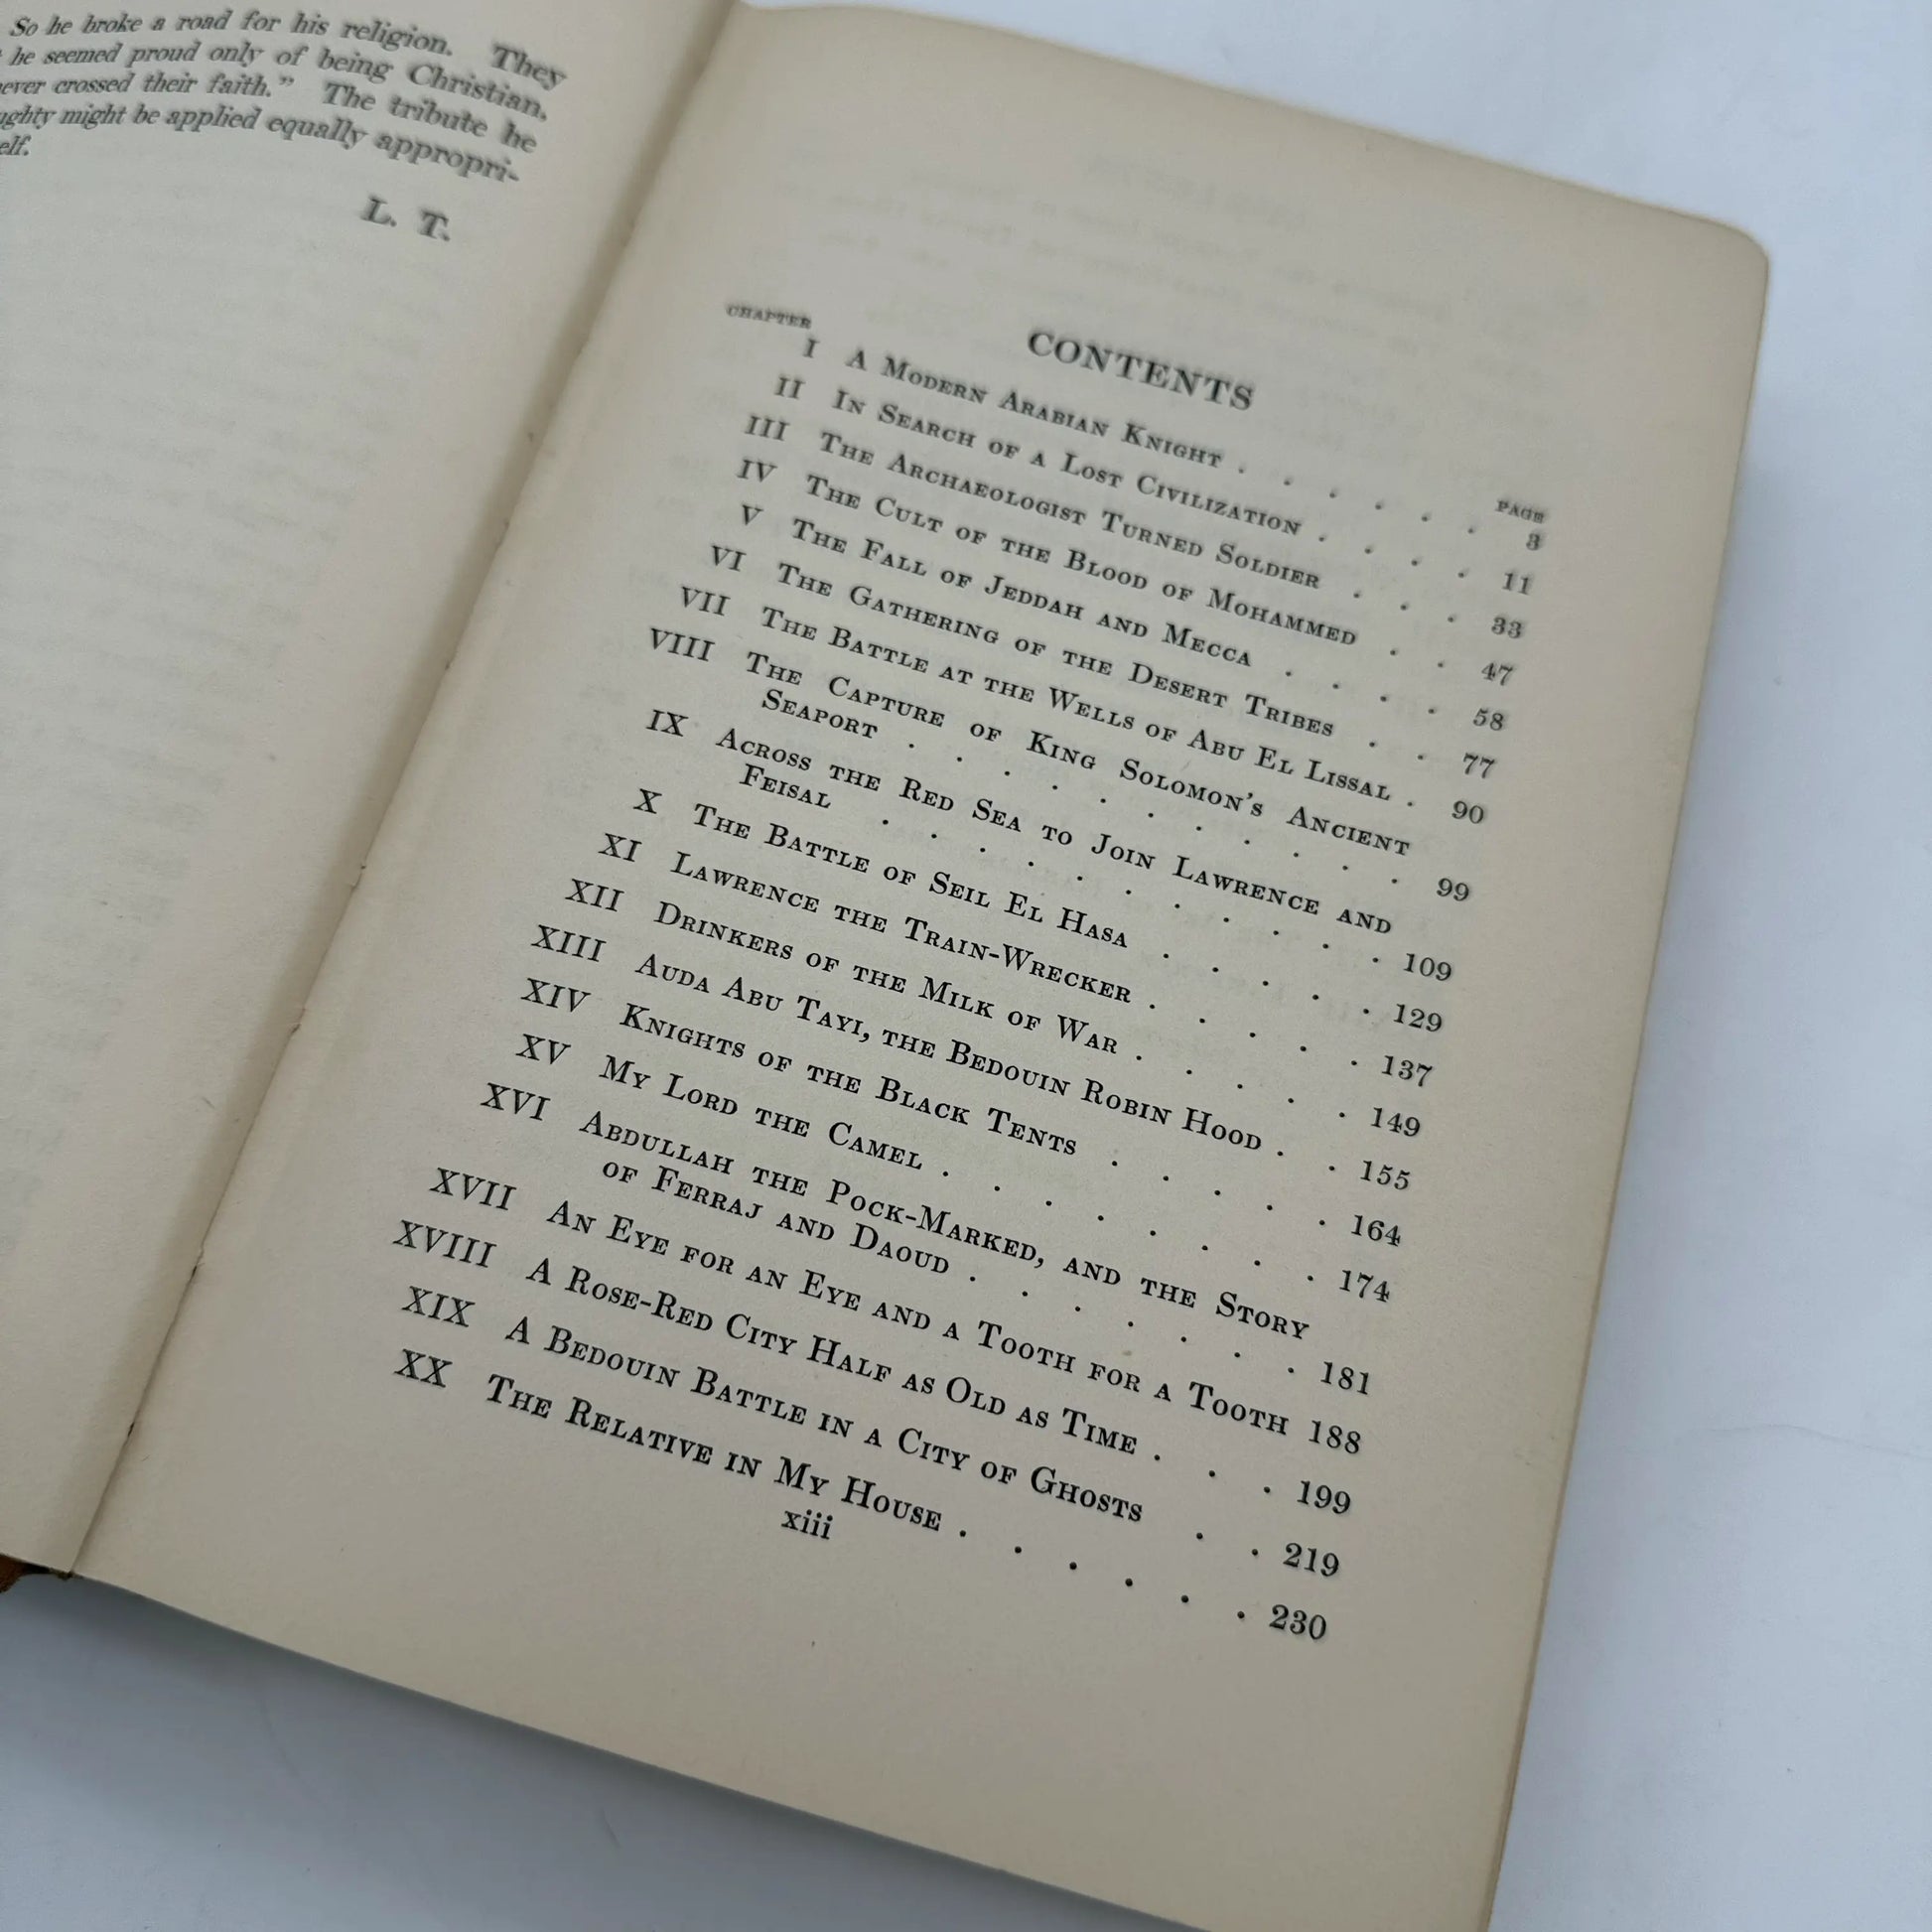 So he broke a road for his religion. They
he seemed proud only of being Christian,
crossed their faith." The tribute he
might be applied equally appropri-
L. T.
CONTENTS
CHAPTER PAGE
I A Modern Arabian Knight . . . . . . 3
II In Search of a Lost Civilization . . . . 11
III The Archaeologist Turned Soldier . . . 33
IV The Cult of the Blood of Mohammed . . 47
V The Fall of Jeddah and Mecca . . . . 58
VI The Gathering of the Desert Tribes . . 77
VII The Battle at the Wells of Abu El Lissal . 90
VIII The Capture of King Solomon's Ancient
Seaport . . . . . . . . . . 99
IX Across the Red Sea to Join Lawrence and
Feisal . . . . . . . . . . . 109
X The Battle of Seil El Hasa . . . . . 129
XI Lawrence the Train-Wrecker . . . . . 137
XII Drinkers of the Milk of War . . . . . 149
XIII Auda Abu Tayi, the Bedouin Robin Hood . . 155
XIV Knights of the Black Tents . . . . . 164
XV My Lord the Camel . . . . . . . . 174
XVI Abdullah the Pock-Marked, and the Story
of Ferraj and Daoud . . . . . . . 181
XVII An Eye for an Eye and a Tooth for a Tooth 188
XVIII A Rose-Red City Half as Old as Time . . . 199
XIX A Bedouin Battle in a City of Ghosts . . 219
XX The Relative in My House . . . . . . 230
xiii